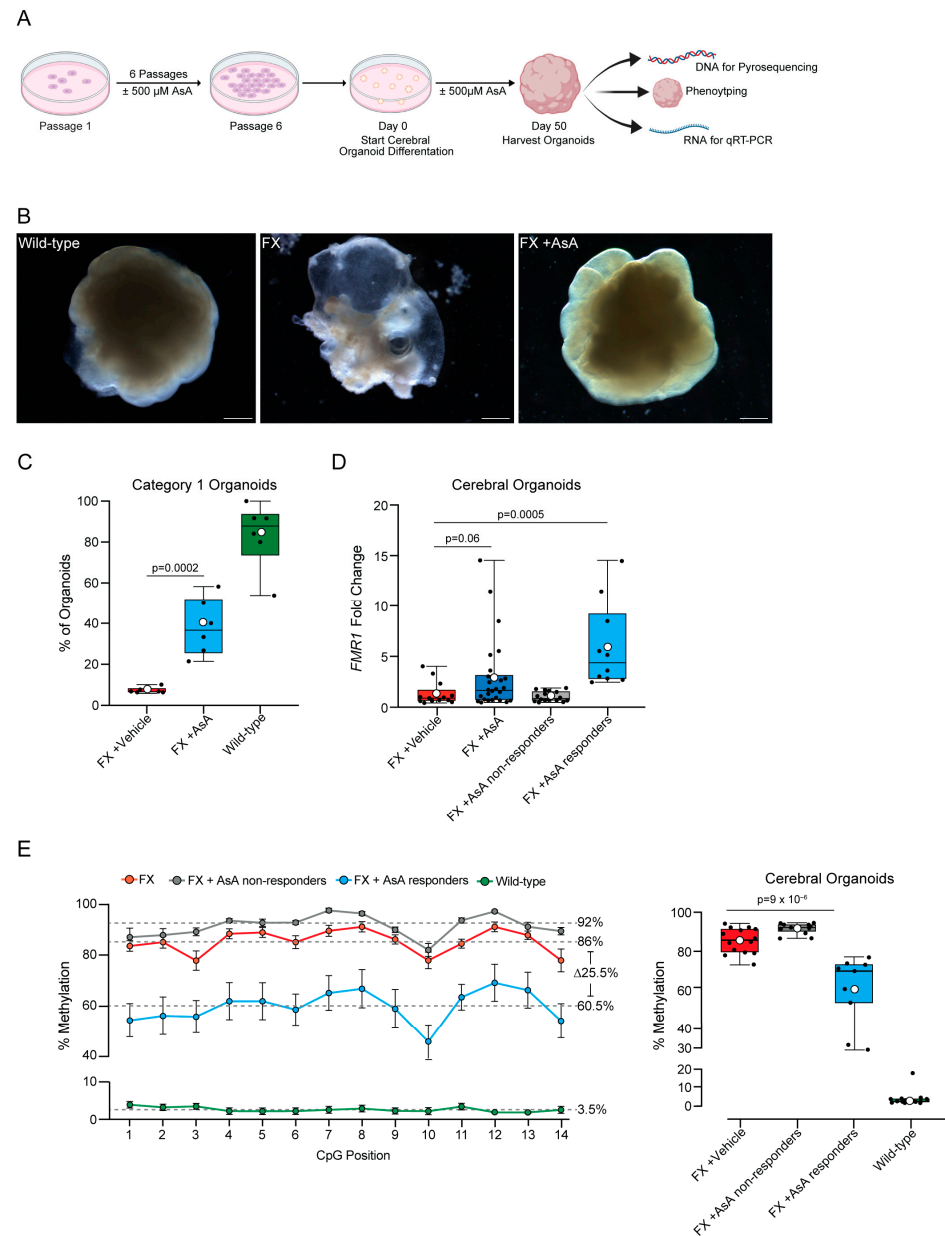 A
6 Passages
± 500 µM AsA
± 500µM AsA
DNA for Pyrosequencing
Phenoytping
RNA for qRT-PCR
Passage 1
Passage 6
Day 0
Start Cerebral
Organoid Differentation
Day 50
Harvest Organoids
B
Wild-type
FX
FX +AsA
C
Category 1 Organoids
% of Organoids
100
80
60
40
20
0
p=0.0002
FX +Vehicle
FX +AsA
Wild-type
D
Cerebral Organoids
FMR1 Fold Change
20
15
10
5
0
p=0.0005
p=0.06
FX +Vehicle
FX +AsA
FX +AsA non-responders
FX +AsA responders
E
FX
FX + AsA non-responders
FX + AsA responders
Wild-type
% Methylation
100
80
60
40
10
0
92%
86%
Δ25.5%
60.5%
3.5%
1 2 3 4 5 6 7 8 9 10 11 12 13 14
CpG Position
Cerebral Organoids
p=9 x 10⁻⁶
% Methylation
100
80
60
40
30
20
10
0
FX +Vehicle
FX +AsA non-responders
FX +AsA responders
Wild-type